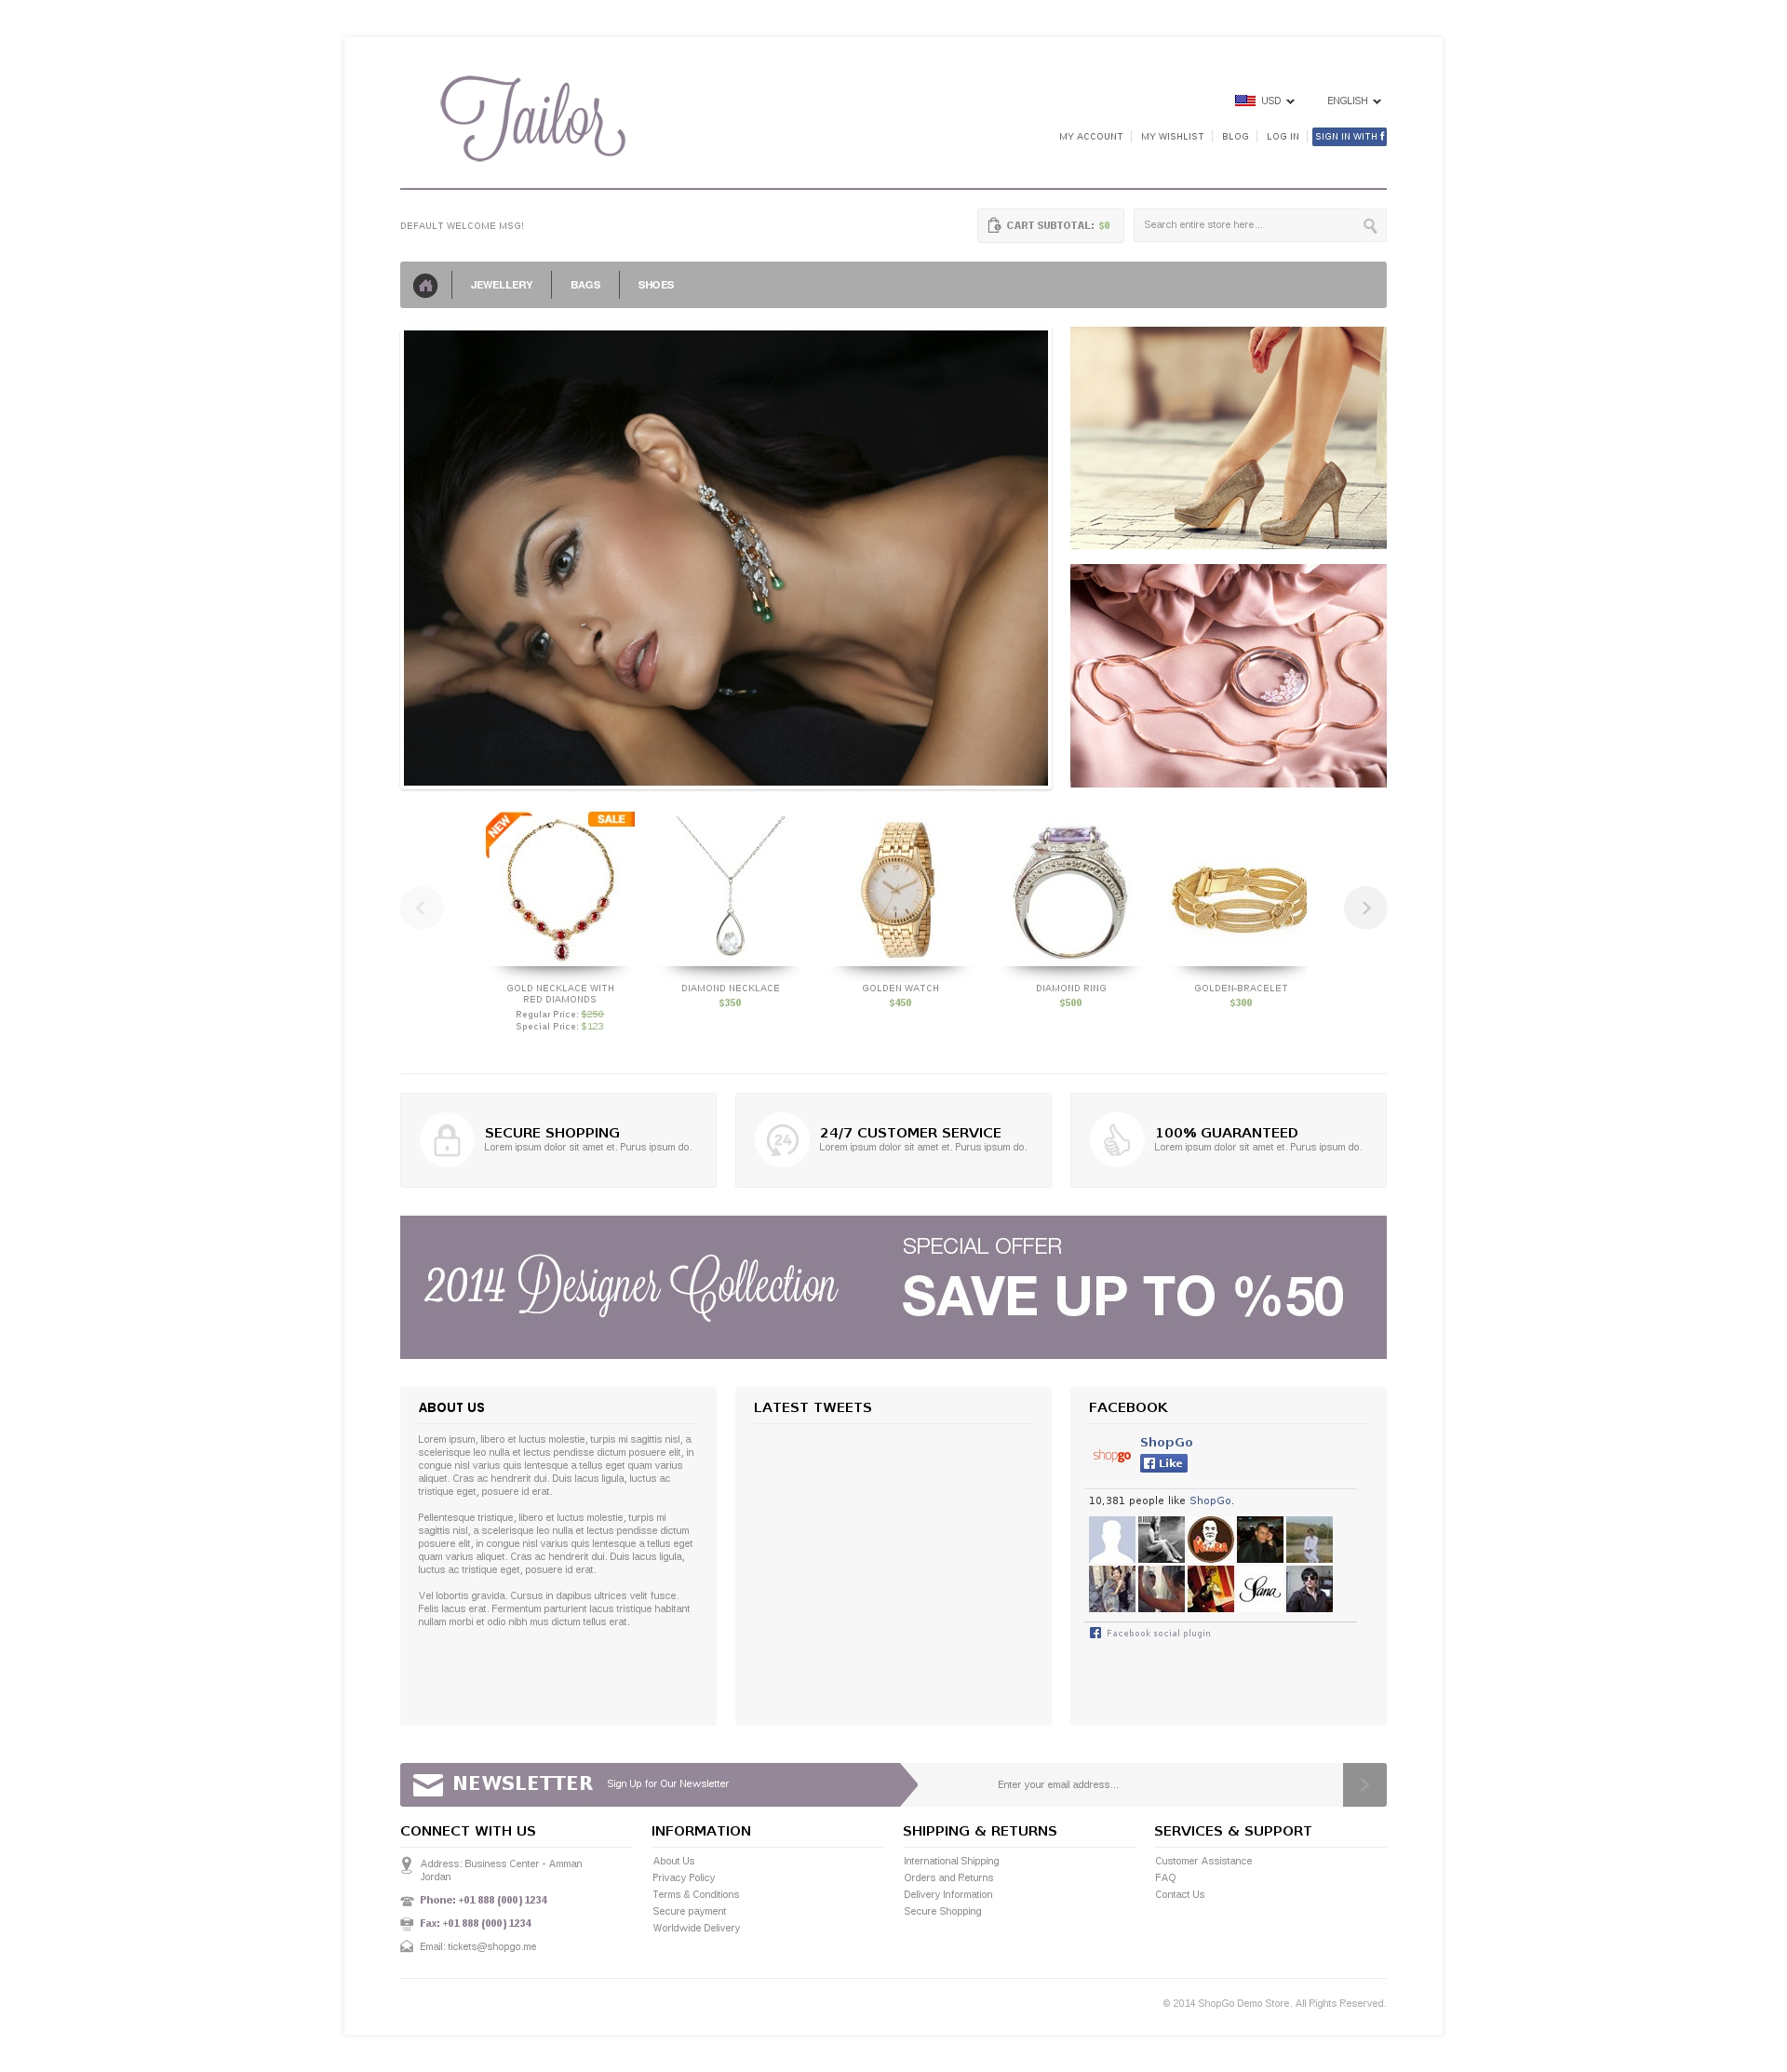 Tailor
USD
ENGLISH
MY ACCOUNT MY WISHLIST BLOG LOG IN SIGN IN WITH f
DEFAULT WELCOME MSG!
CART SUBTOTAL: $0
Search entire store here...
JEWELLERY BAGS SHOES
NEW
SALE
GOLD NECKLACE WITH
RED DIAMONDS
Regular Price: $250
Special Price: $123
DIAMOND NECKLACE
$350
GOLDEN WATCH
$450
DIAMOND RING
$500
GOLDEN-BRACELET
$300
SECURE SHOPPING
Lorem ipsum dolor sit amet et. Purus ipsum do.
24
24/7 CUSTOMER SERVICE
Lorem ipsum dolor sit amet et. Purus ipsum do.
100% GUARANTEED
Lorem ipsum dolor sit amet et. Purus ipsum do.
2014 Designer Collection
SPECIAL OFFER
SAVE UP TO %50
ABOUT US
Lorem ipsum, libero et luctus molestie, turpis mi sagittis nisl, a
scelerisque leo nulla et lectus pendisse dictum posuere elit, in
congue nisl varius quis lentesque a tellus eget quam varius
aliquet. Cras ac hendrerit dui. Duis lacus ligula, luctus ac
tristique eget, posuere id erat.
Pellentesque tristique, libero et luctus molestie, turpis mi
sagittis nisl, a scelerisque leo nulla et lectus pendisse dictum
posuere elit, in congue nisl varius quis lentesque a tellus eget
quam varius aliquet. Cras ac hendrerit dui. Duis lacus ligula,
luctus ac tristique eget, posuere id erat.
Vel lobortis gravida. Cursus in dapibus ultrices velit fusce.
Felis lacus erat. Fermentum parturient lacus tristique habitant
nullam morbi et odio nibh mus dictum tellus erat.
LATEST TWEETS
FACEBOOK
shopgo
ShopGo
Like
10,381 people like ShopGo.
Sana
Facebook social plugin
NEWSLETTER Sign Up for Our Newsletter
Enter your email address...
CONNECT WITH US
Address: Business Center - Amman
Jordan
Phone: +01 888 (000) 1234
Fax: +01 888 (000) 1234
Email: tickets@shopgo.me
INFORMATION
About Us
Privacy Policy
Terms & Conditions
Secure payment
Worldwide Delivery
SHIPPING & RETURNS
International Shipping
Orders and Returns
Delivery Information
Secure Shopping
SERVICES & SUPPORT
Customer Assistance
FAQ
Contact Us
© 2014 ShopGo Demo Store. All Rights Reserved.